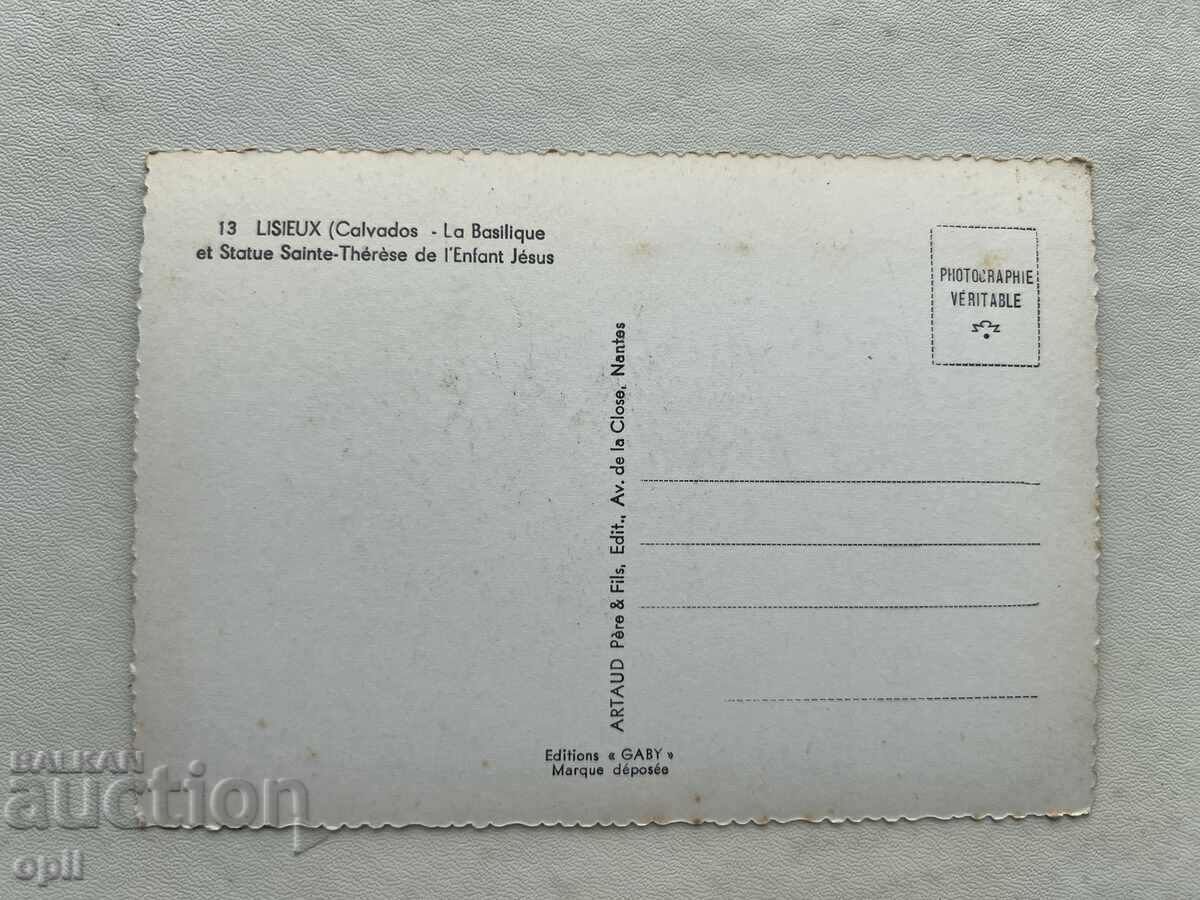 13 LISIEUX (Calvados - La Basilique
et Statue Sainte-Thérèse de l'Enfant Jésus
PHOTOGRAPHIE
VÉRITABLE
ARTAUD Père & Fils, Edit., Av. de la Close, Nantes
Editions « GABY »
Marque déposée
BALKAN
auction
opll